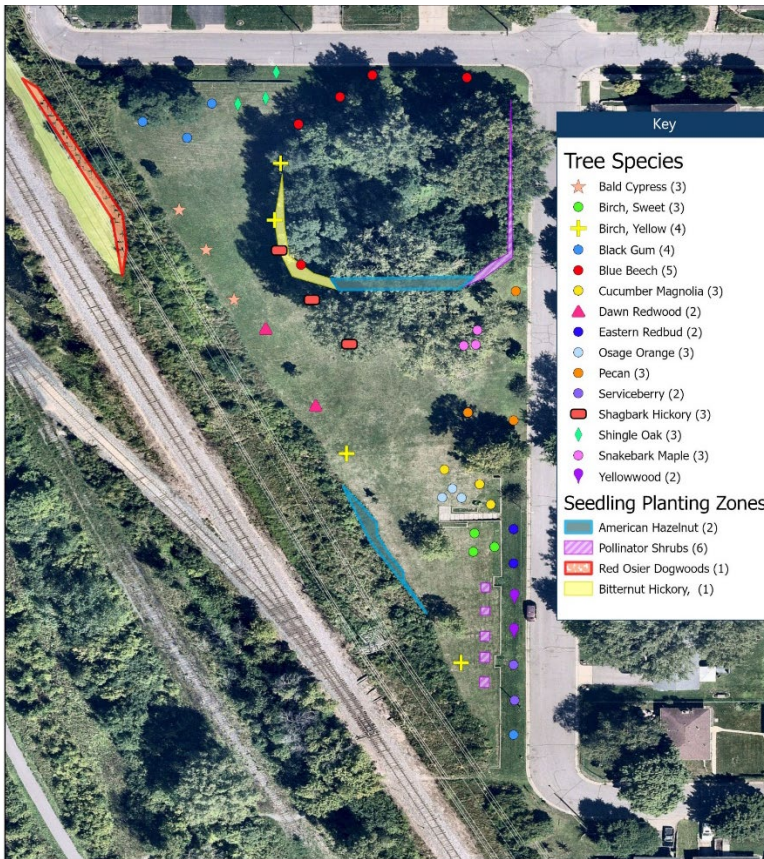 Key
Tree Species
Bald Cypress (3)
Birch, Sweet (3)
Birch, Yellow (4)
Black Gum (4)
Blue Beech (5)
Cucumber Magnolia (3)
Dawn Redwood (2)
Eastern Redbud (2)
Osage Orange (3)
Pecan (3)
Serviceberry (2)
Shagbark Hickory (3)
Shingle Oak (3)
Snakebark Maple (3)
Yellowwood (2)
Seedling Planting Zones
American Hazelnut (2)
Pollinator Shrubs (6)
Red Osier Dogwoods (1)
Bitternut Hickory, (1)